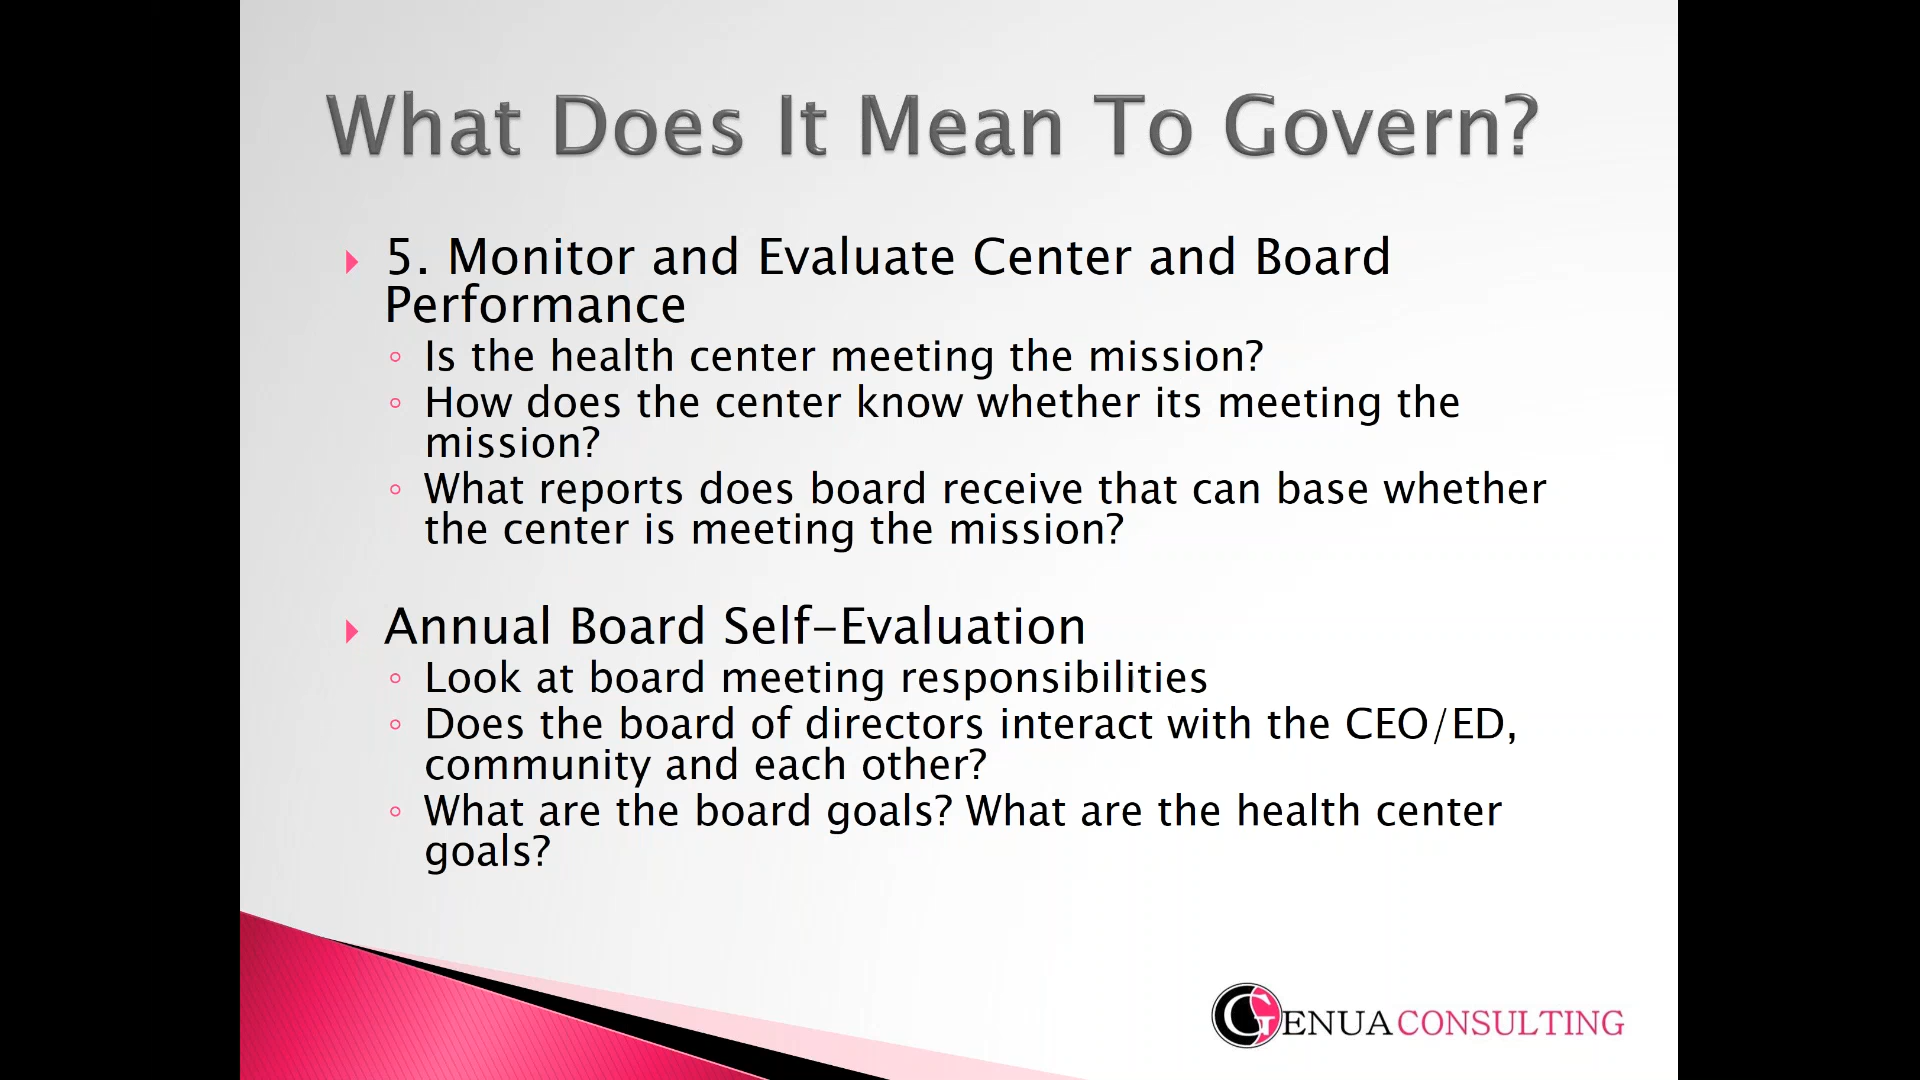 What Does It Mean To Govern?
5. Monitor and Evaluate Center and Board
Performance
Is the health center meeting the mission?
How does the center know whether its meeting the
mission?
What reports does board receive that can base whether
the center is meeting the mission?
Annual Board Self-Evaluation
Look at board meeting responsibilities
Does the board of directors interact with the CEO/ED,
community and each other?
What are the board goals? What are the health center
goals?
GENUA CONSULTING